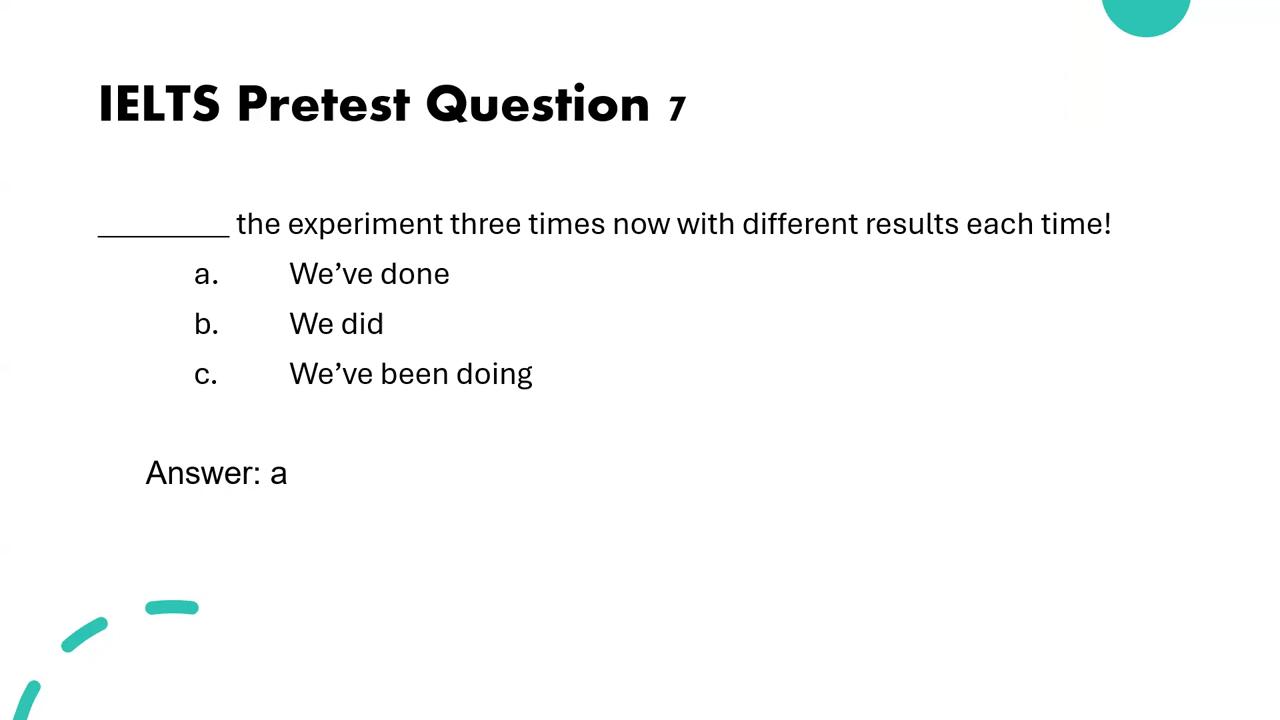 IELTS Pretest Question 7
_________ the experiment three times now with different results each time!
a. We’ve done
b. We did
c. We’ve been doing
Answer: a